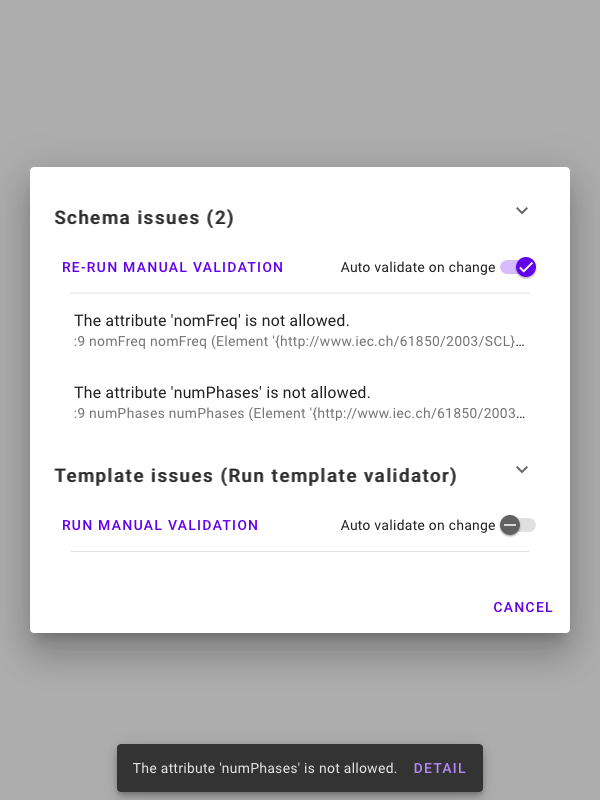 Schema issues (2)
RE-RUN MANUAL VALIDATION Auto validate on change
The attribute 'nomFreq' is not allowed.
:9 nomFreq nomFreq (Element '{http://www.iec.ch/61850/2003/SCL}...
The attribute 'numPhases' is not allowed.
:9 numPhases numPhases (Element '{http://www.iec.ch/61850/2003...
Template issues (Run template validator)
RUN MANUAL VALIDATION Auto validate on change
CANCEL
The attribute 'numPhases' is not allowed. DETAIL